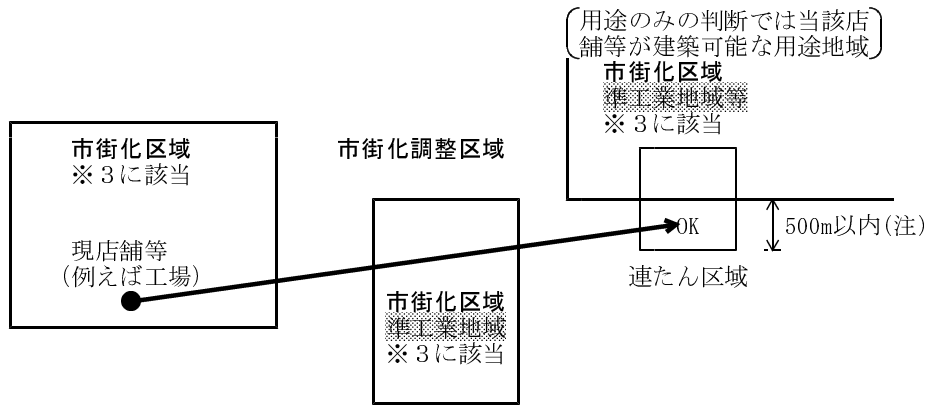 用途のみの判断では当該店
舗等が建築可能な用途地域
市街化区域
準工業地域等
※３に該当
市街化区域
※３に該当
市街化調整区域
OK
500m以内(注)
現店舗等
(例えば工場)
連たん区域
市街化区域
準工業地域
※３に該当